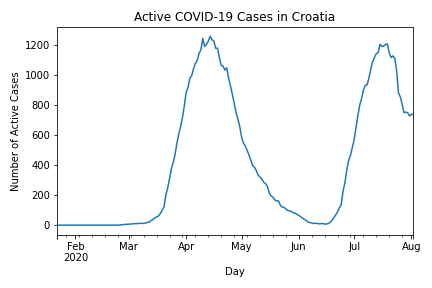 Active COVID-19 Cases in Croatia
1200
1000
800
600
400
200
0
Number of Active Cases
Feb
2020
Mar
Apr
May
Jun
Jul
Aug
Day